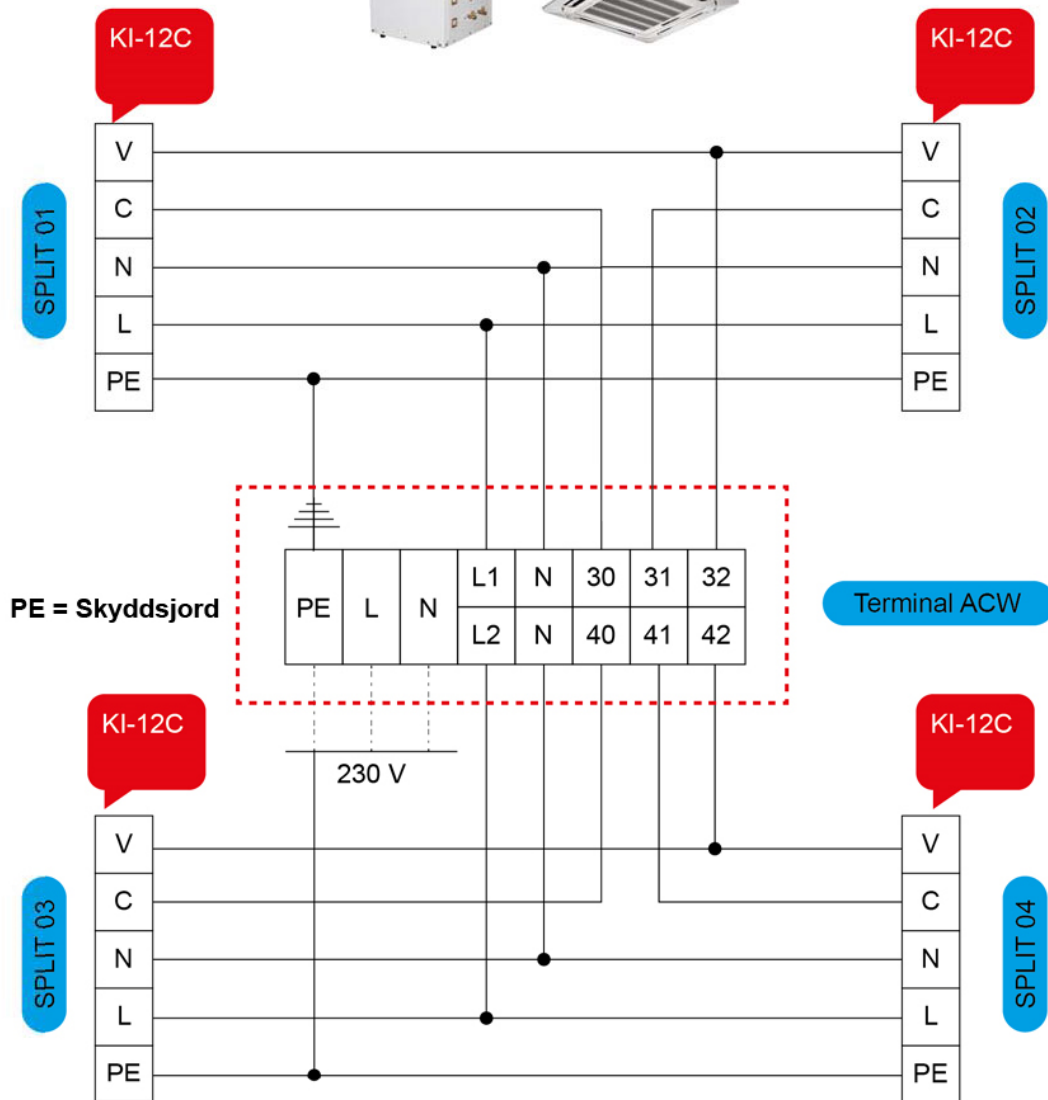 KI-12C
KI-12C
SPLIT 01
V
C
N
L
PE
V
C
N
L
PE
SPLIT 02
PE = Skyddsjord
PE L N L1 N 30 31 32
L2 N 40 41 42
Terminal ACW
230 V
KI-12C
KI-12C
SPLIT 03
V
C
N
L
PE
V
C
N
L
PE
SPLIT 04